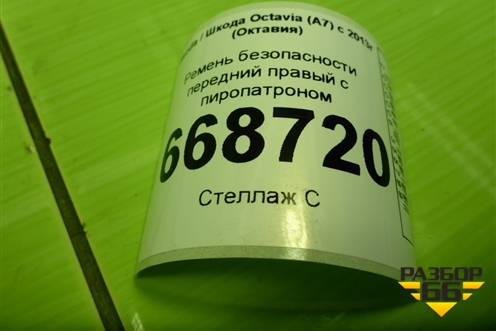 / Шкода Octavia (A7) с 2013г
(Октавия)
Ремень безопасности
передний правый с
пиропатроном
668720
Стеллаж С
РАЗБОР
66